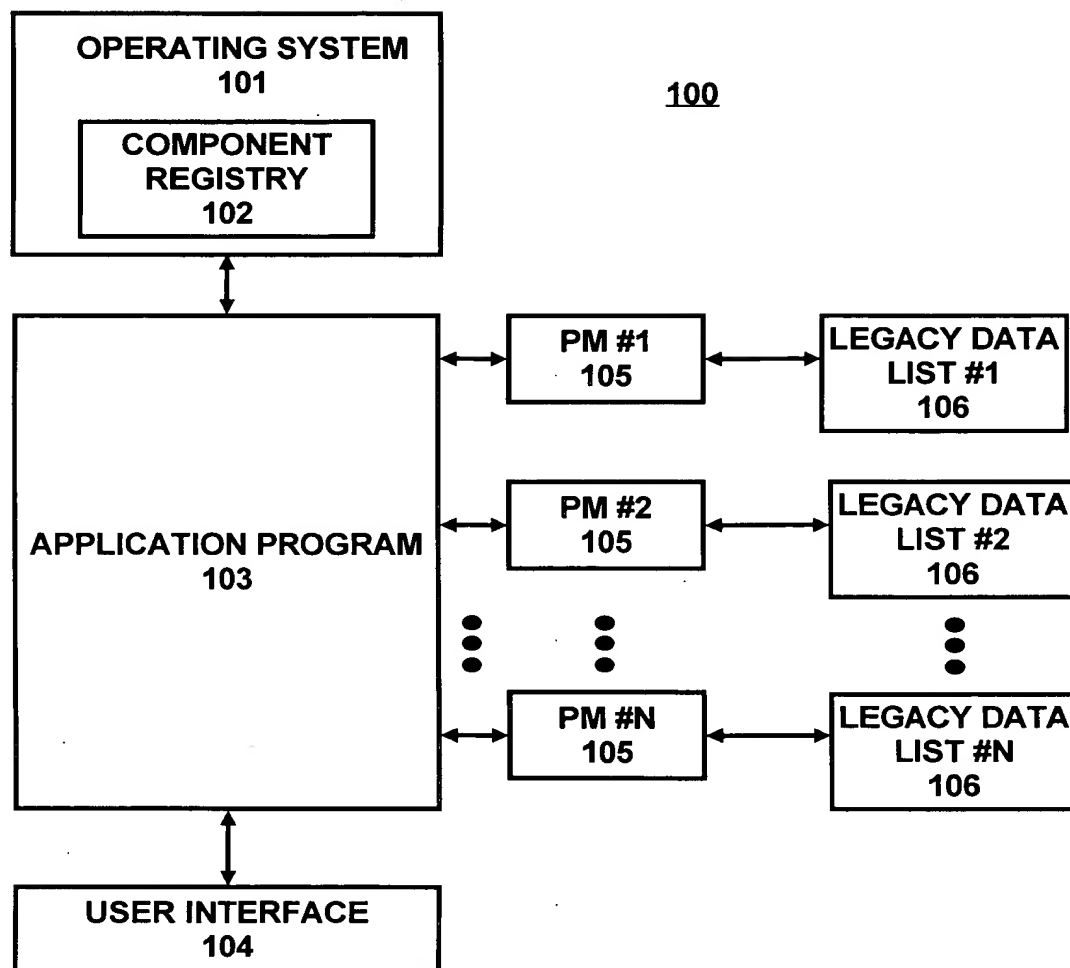 OPERATING SYSTEM
101
100
COMPONENT
REGISTRY
102
PM #1
105
LEGACY DATA
LIST #1
106
APPLICATION PROGRAM
103
PM #2
105
LEGACY DATA
LIST #2
106
PM #N
105
LEGACY DATA
LIST #N
106
USER INTERFACE
104